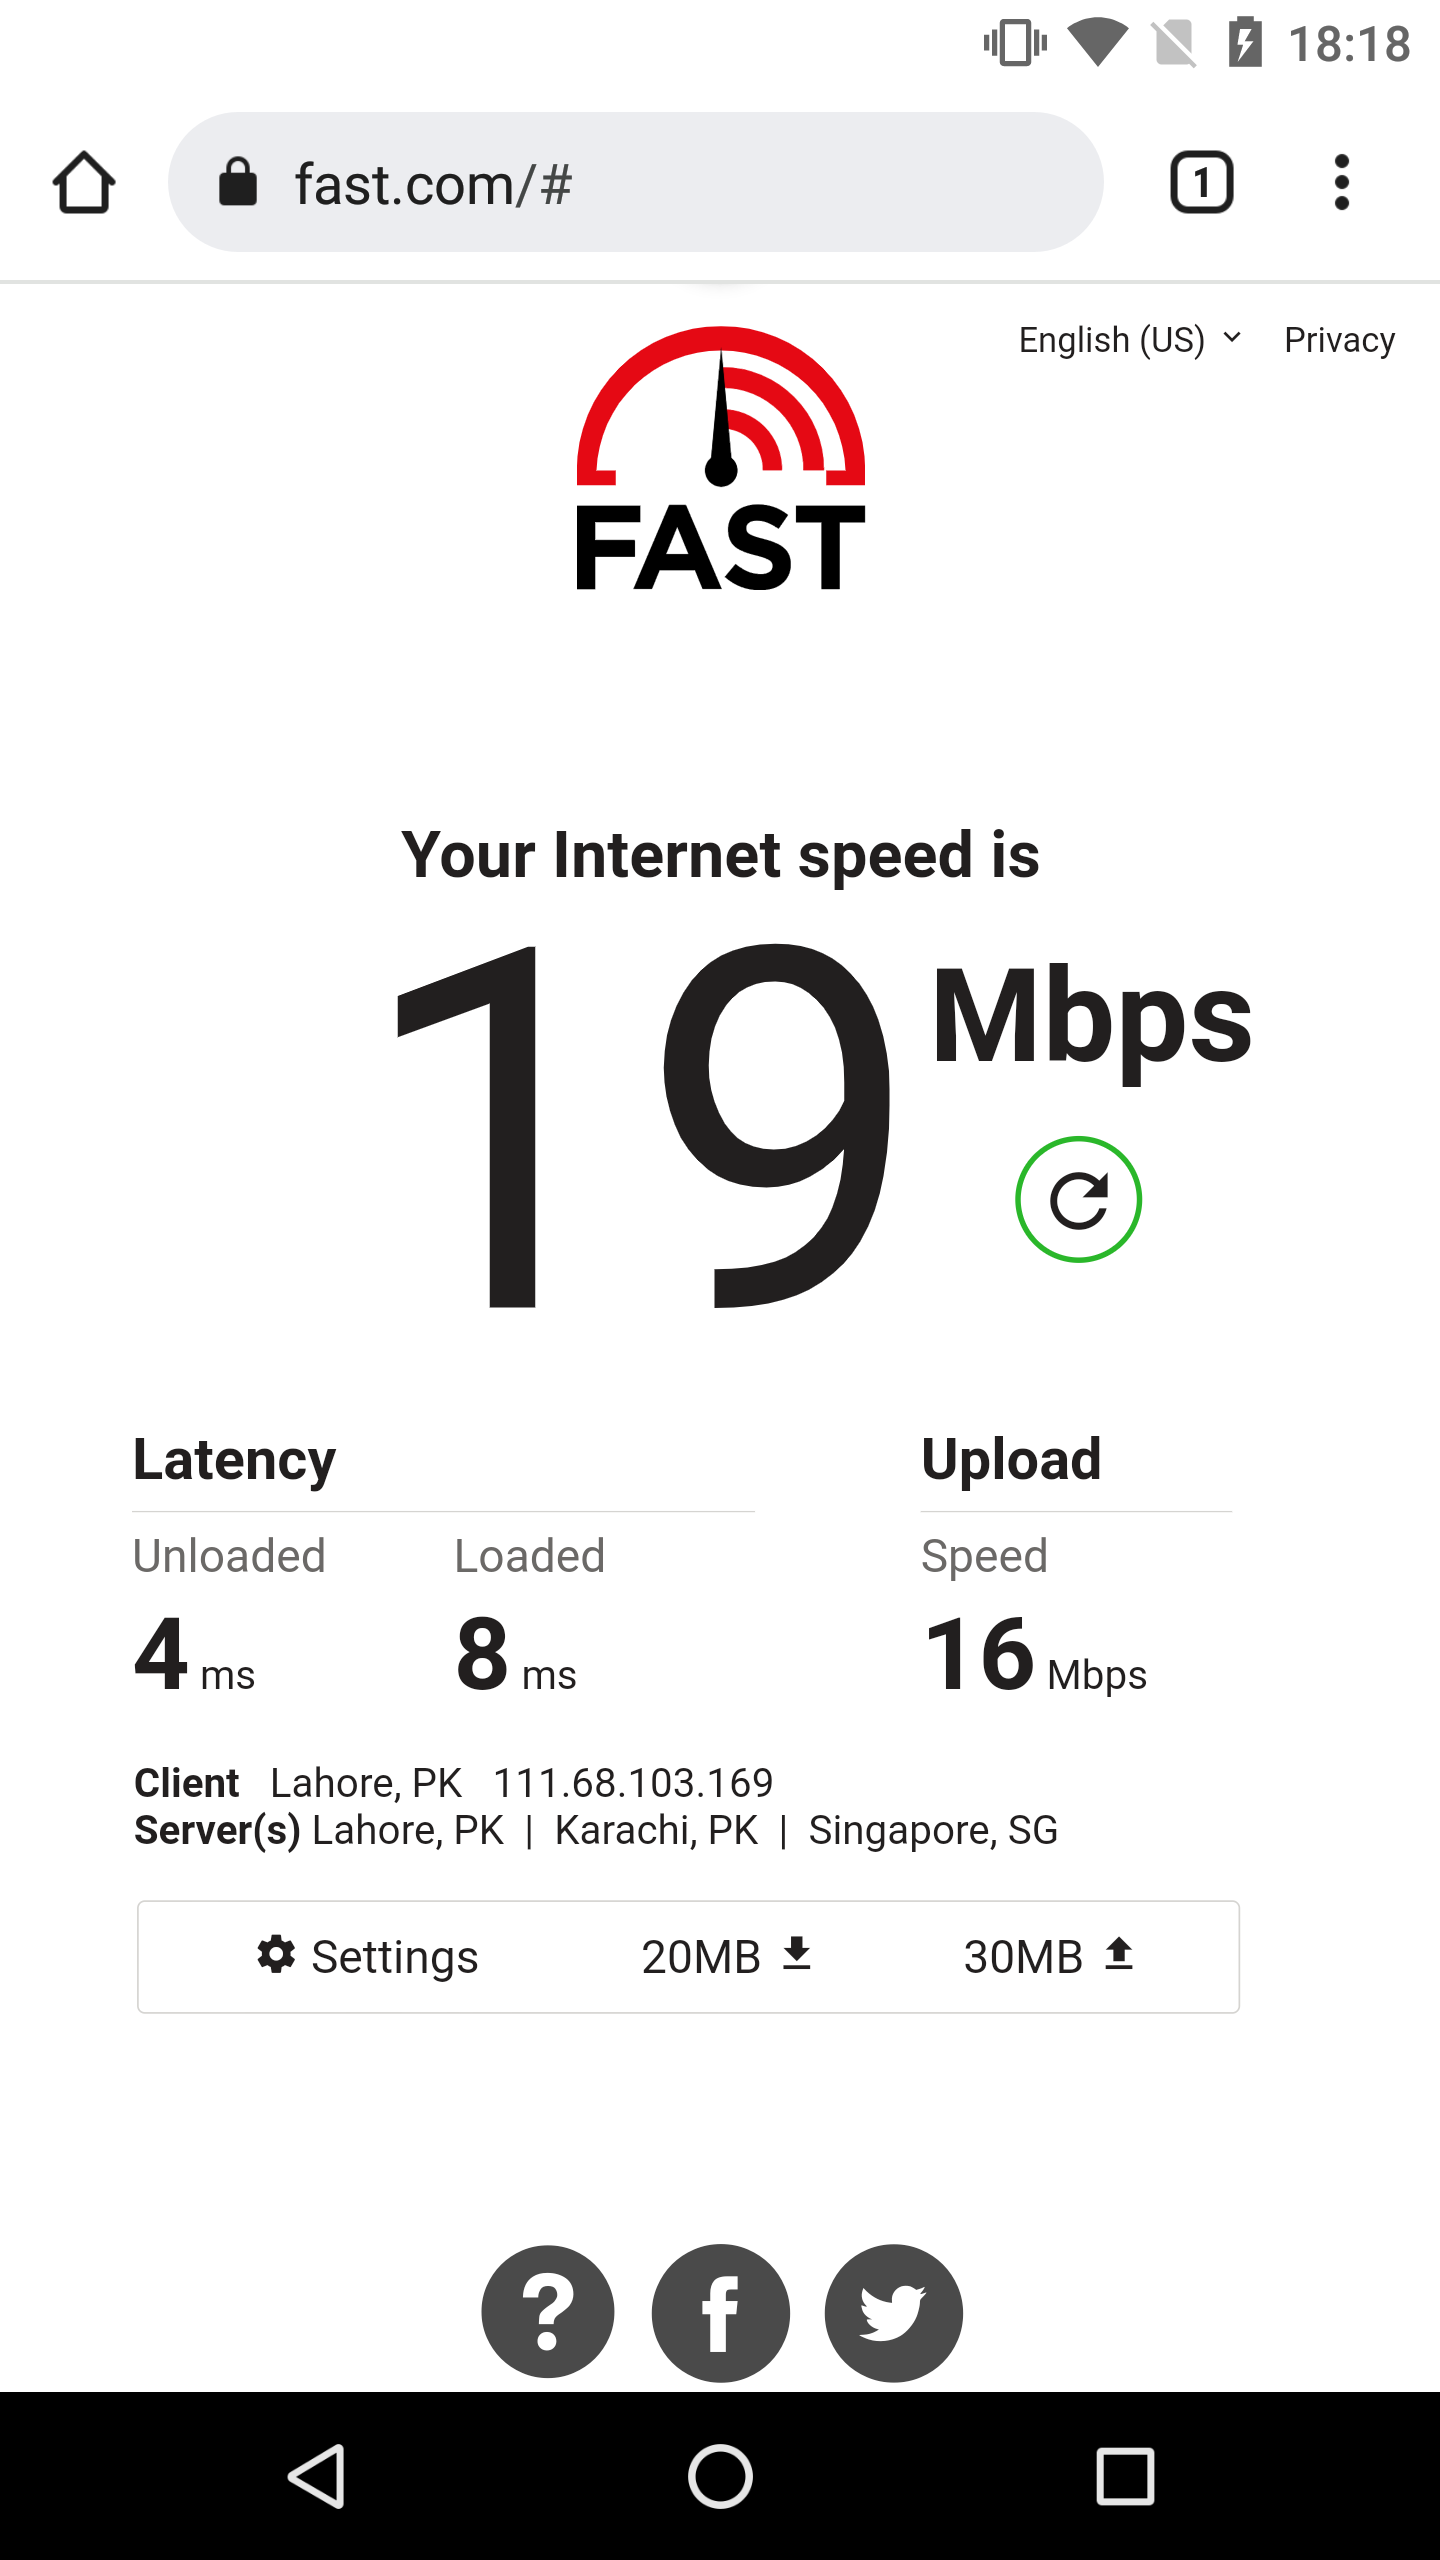 18:18
fast.com/#
1
English (US) Privacy
FAST
Your Internet speed is
19 Mbps
Latency Upload
Unloaded Loaded Speed
4 ms 8 ms 16 Mbps
Client Lahore, PK 111.68.103.169
Server(s) Lahore, PK | Karachi, PK | Singapore, SG
Settings 20MB 30MB
?